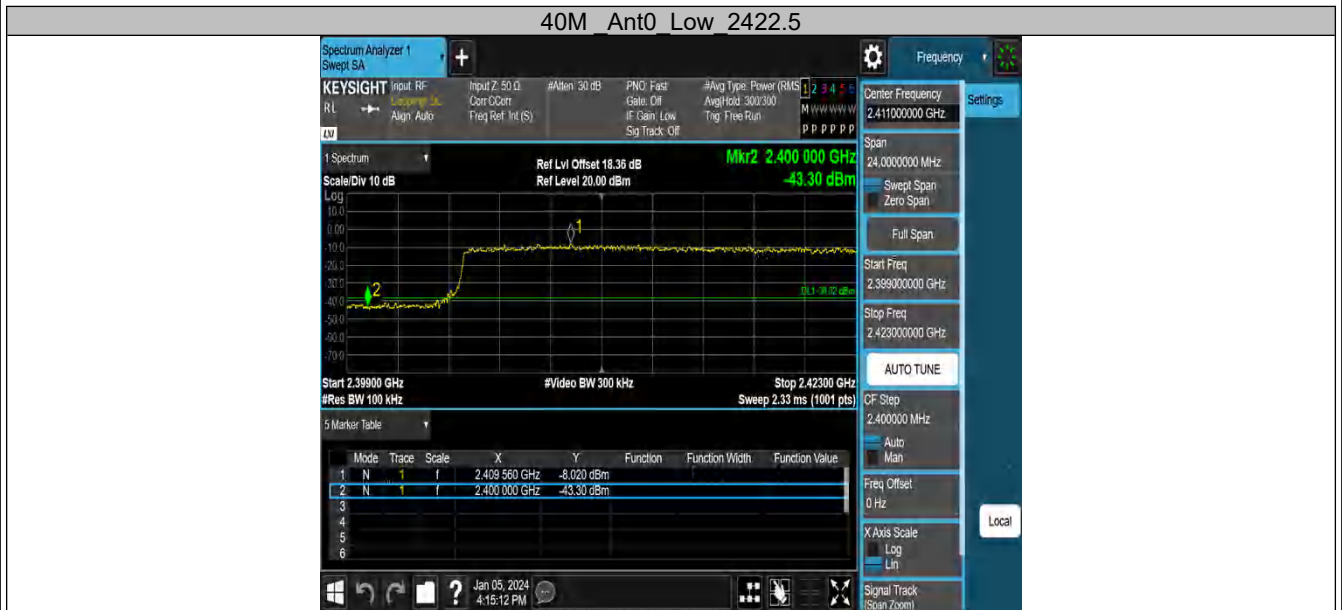 40M _Ant0_Low_2422.5
Spectrum Analyzer 1
Swept SA
+
Frequency
KEYSIGHT
RL
LXI
Input: RF
Align: Auto
Input Z: 50 Ω
Corr CCorr
Freq Ref: Int (S)
#Atten: 30 dB
PNO: Fast
Gate: Off
IF Gain: Low
Sig Track: Off
#Avg Type: Power (RMS
Avg|Hold: 300/300
Trig: Free Run
1 2 3 4 5 6
M W W W W W
P P P P P P
Center Frequency
2.411000000 GHz
Settings
Span
24.0000000 MHz
Swept Span
Zero Span
Full Span
Start Freq
2.399000000 GHz
Stop Freq
2.423000000 GHz
AUTO TUNE
CF Step
2.400000 MHz
Auto
Man
Freq Offset
0 Hz
X Axis Scale
Log
Lin
Signal Track
(Span Zoom)
Local
1 Spectrum
Scale/Div 10 dB
Ref Lvl Offset 18.36 dB
Ref Level 20.00 dBm
Mkr2 2.400 000 GHz
-43.30 dBm
Log
10.0
0.00
-10.0
-20.0
-30.0
-40.0
-50.0
-60.0
-70.0
1
2
DL1 -38.02 dBm
Start 2.39900 GHz
#Video BW 300 kHz
Stop 2.42300 GHz
#Res BW 100 kHz
Sweep 2.33 ms (1001 pts)
5 Marker Table
Mode Trace Scale X Y Function Function Width Function Value
1 N 1 f 2.409 560 GHz -8.020 dBm
2 N 1 f 2.400 000 GHz -43.30 dBm
3
4
5
6
?
Jan 05, 2024
4:15:12 PM